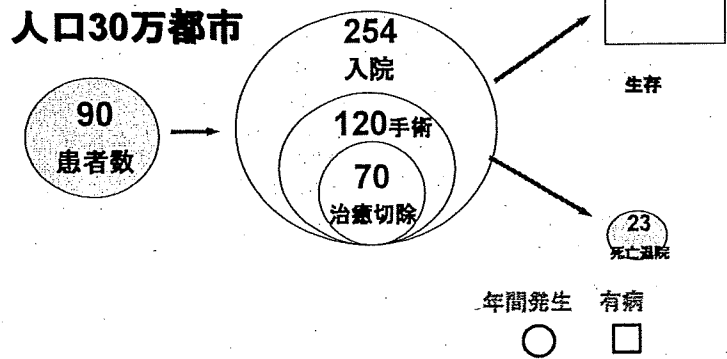 人口30万都市
90
患者数
254
入院
120手術
70
治癒切除
生存
23
死亡退院
年間発生 有病